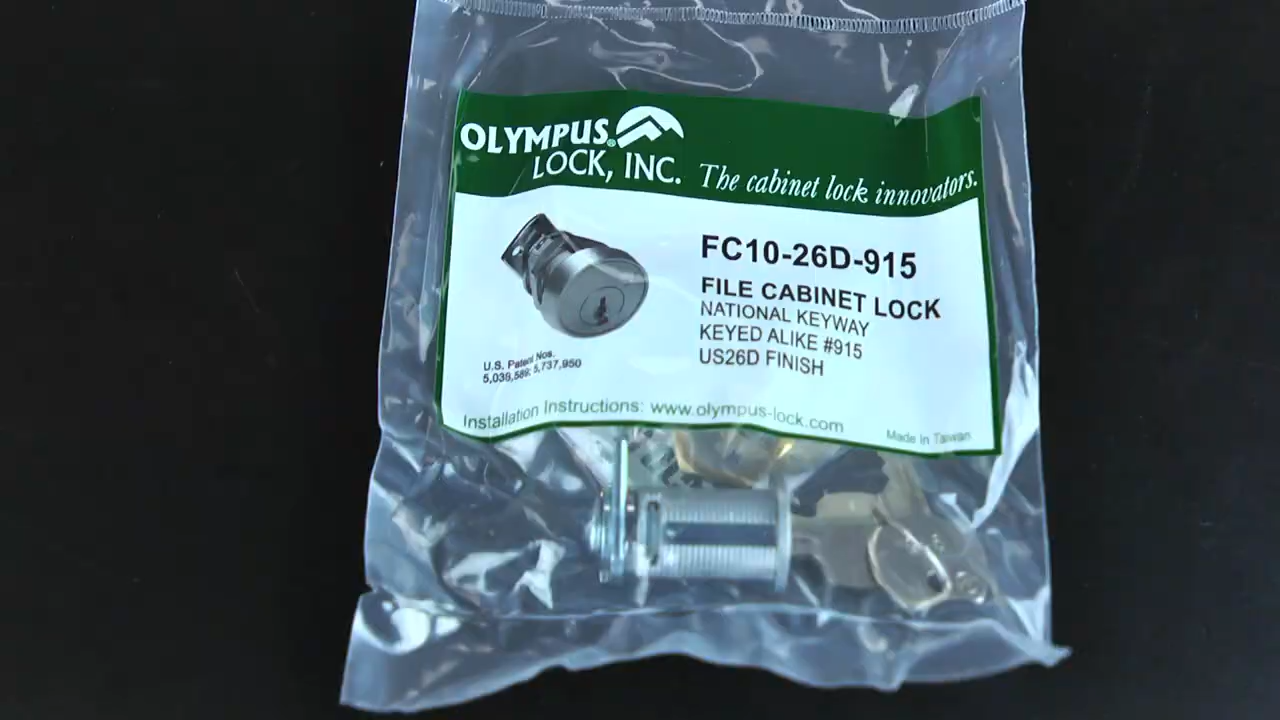 OLYMPUS®
LOCK, INC.
The cabinet lock innovators.
FC10-26D-915
FILE CABINET LOCK
NATIONAL KEYWAY
KEYED ALIKE #915
US26D FINISH
U.S. Patent Nos.
5,038,589; 5,737,950
Installation Instructions: www.olympus-lock.com
Made in Taiwan